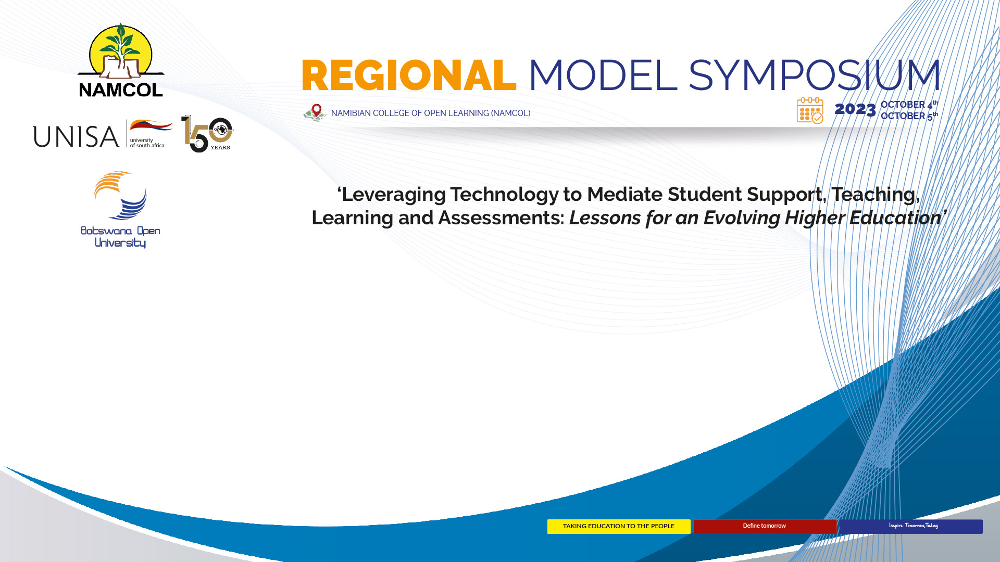 NAMCOL
UNISA
university
of south africa
150
YEARS
Botswana Open
University
REGIONAL MODEL SYMPOSIUM
NAMIBIAN COLLEGE OF OPEN LEARNING (NAMCOL)
2023
OCTOBER 4th
OCTOBER 5th
‘Leveraging Technology to Mediate Student Support, Teaching,
Learning and Assessments: Lessons for an Evolving Higher Education’
TAKING EDUCATION TO THE PEOPLE
Define tomorrow
Inspire Tomorrow,Today